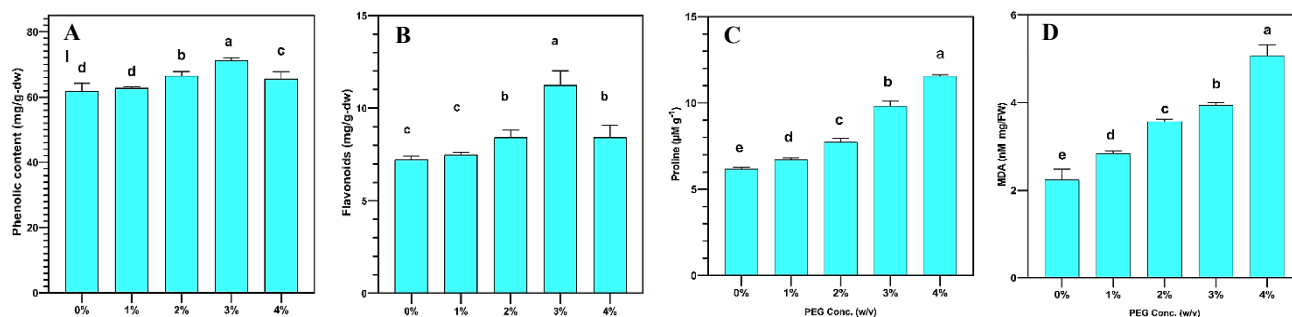 A
Phenolic content (mg/g-dw)
80
60
40
20
0
d
d
b
a
c
0%
1%
2%
3%
4%
B
Flavonoids (mg/g-dw)
15
10
5
0
c
c
b
a
b
0%
1%
2%
3%
4%
C
Proline (µM g⁻¹)
15
10
5
0
e
d
c
b
a
0%
1%
2%
3%
4%
PEG Conc. (w/v)
D
MDA (nM mg/FW)
6
4
2
0
e
d
c
b
a
0%
1%
2%
3%
4%
PEG Conc. (w/v)